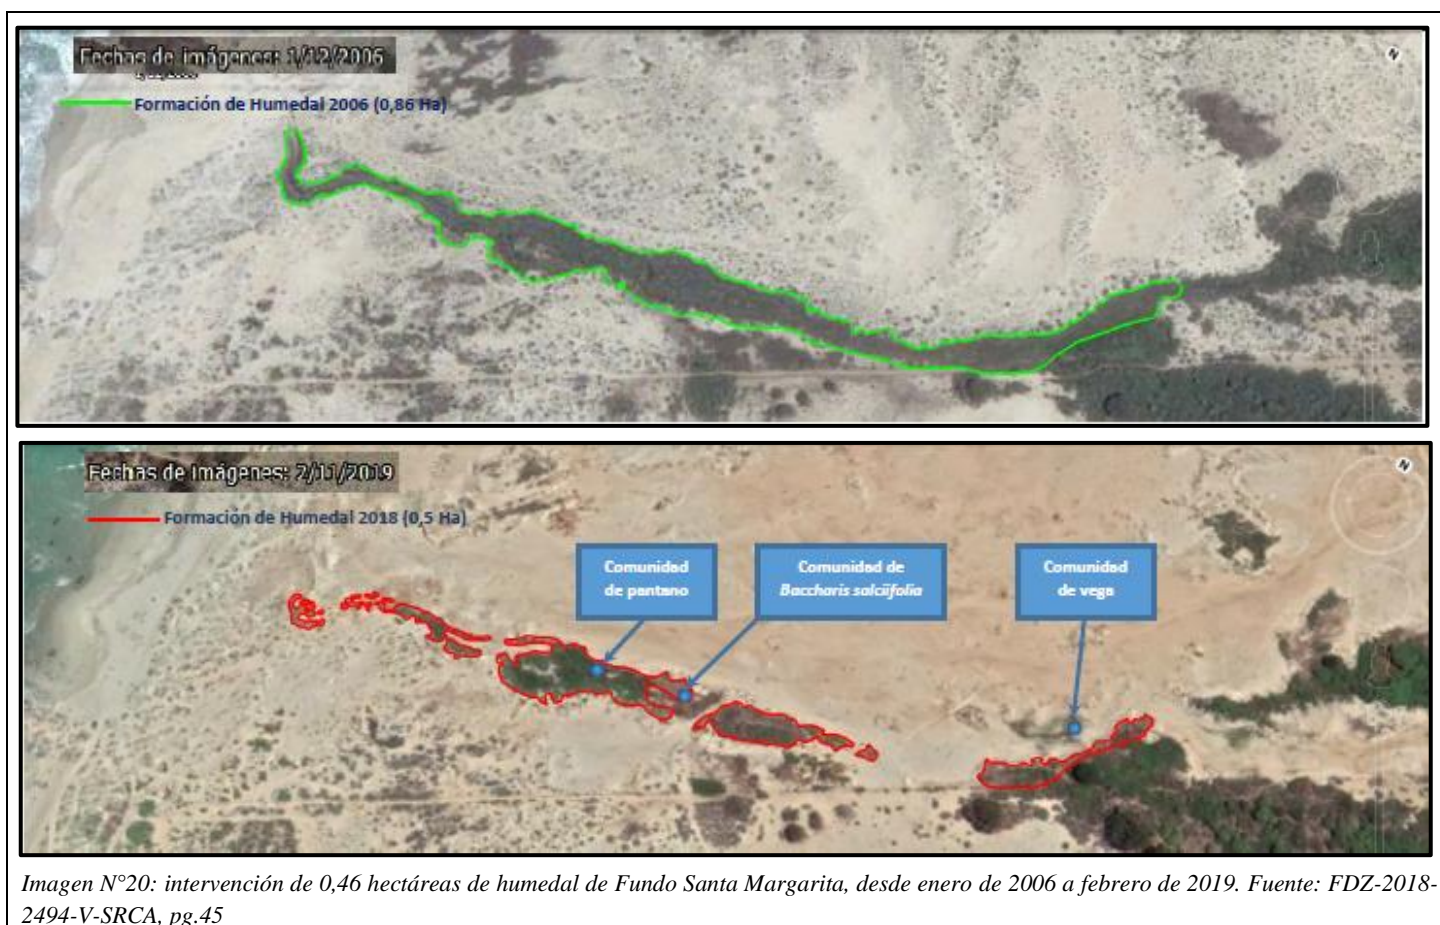 Fechas de imágenes: 1/12/2006
Formación de Humedal 2006 (0,86 Ha)
N
Fechas de imágenes: 2/11/2019
Formación de Humedal 2018 (0,5 Ha)
N
Comunidad
de pantano
Comunidad de
Baccharis salciifolia
Comunidad
de vega
Imagen N°20: intervención de 0,46 hectáreas de humedal de Fundo Santa Margarita, desde enero de 2006 a febrero de 2019. Fuente: FDZ-2018-
2494-V-SRCA, pg.45